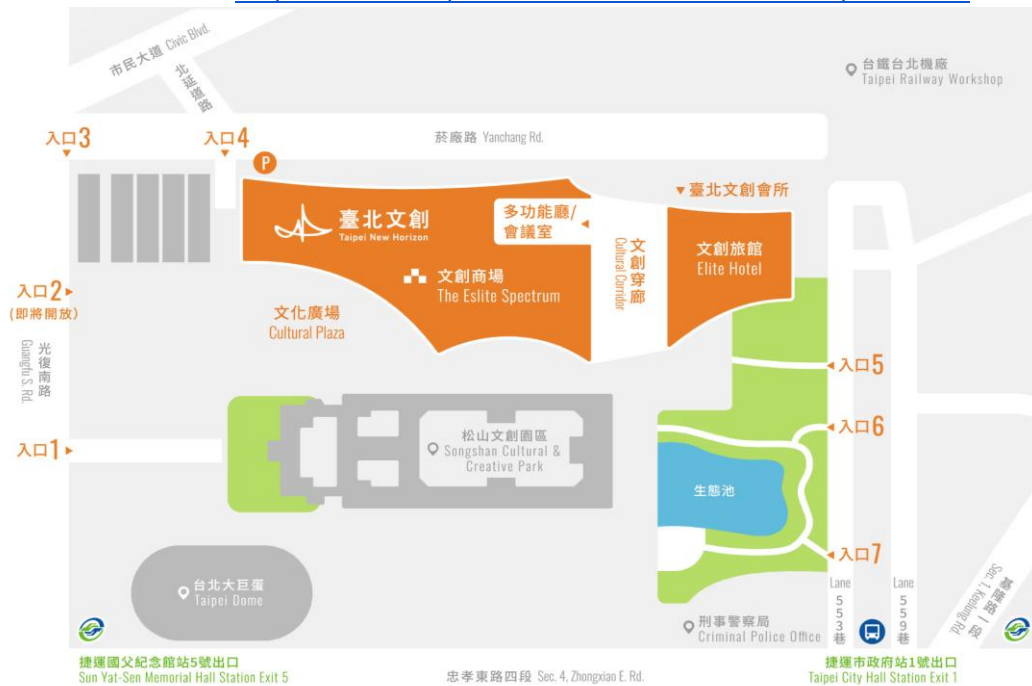 市民大道 Civic Blvd.
北延道路
台鐵台北機廠
Taipei Railway Workshop
入口3
入口4
菸廠路 Yanchang Rd.
P
臺北文創會所
臺北文創
Taipei New Horizon
多功能廳/
會議室
文創穿廊
Cultural Corridor
文創旅館
Elite Hotel
文創商場
The Eslite Spectrum
入口2
(即將開放)
文化廣場
Cultural Plaza
光復南路
Guangfu S. Rd.
入口5
入口6
入口1
松山文創園區
Songshan Cultural &
Creative Park
生態池
入口7
台北大巨蛋
Taipei Dome
Lane
553巷
Lane
559巷
基隆路一段
Sec. 1, Keelung Rd.
刑事警察局
Criminal Police Office
捷運國父紀念館站5號出口
Sun Yat-Sen Memorial Hall Station Exit 5
忠孝東路四段 Sec. 4, Zhongxian E. Rd.
捷運市政府站1號出口
Taipei City Hall Station Exit 1